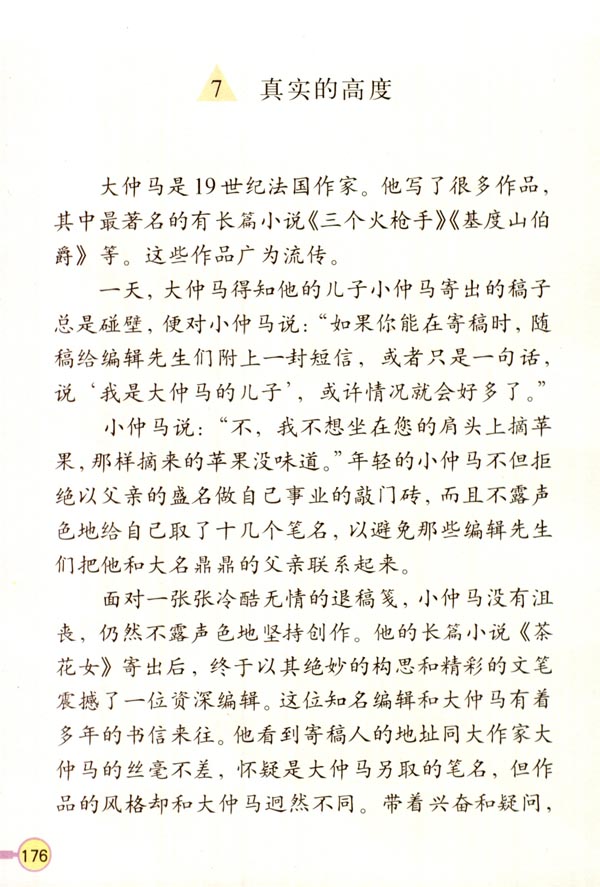 7 真实的高度
大仲马是19世纪法国作家。他写了很多作品，
其中最著名的有长篇小说《三个火枪手》《基度山伯
爵》等。这些作品广为流传。
一天，大仲马得知他的儿子小仲马寄出的稿子
总是碰壁，便对小仲马说：“如果你能在寄稿时，随
稿给编辑先生们附上一封短信，或者只是一句话，
说‘我是大仲马的儿子’，或许情况就会好多了。”
小仲马说：“不，我不想坐在您的肩头上摘苹
果，那样摘来的苹果没味道。”年轻的小仲马不但拒
绝以父亲的盛名做自己事业的敲门砖，而且不露声
色地给自己取了十几个笔名，以避免那些编辑先生
们把他和大名鼎鼎的父亲联系起来。
面对一张张冷酷无情的退稿笺，小仲马没有沮
丧，仍然不露声色地坚持创作。他的长篇小说《茶
花女》寄出后，终于以其绝妙的构思和精彩的文笔
震撼了一位资深编辑。这位知名编辑和大仲马有着
多年的书信来往。他看到寄稿人的地址同大作家大
仲马的丝毫不差，怀疑是大仲马另取的笔名，但作
品的风格却和大仲马迥然不同。带着兴奋和疑问，
176